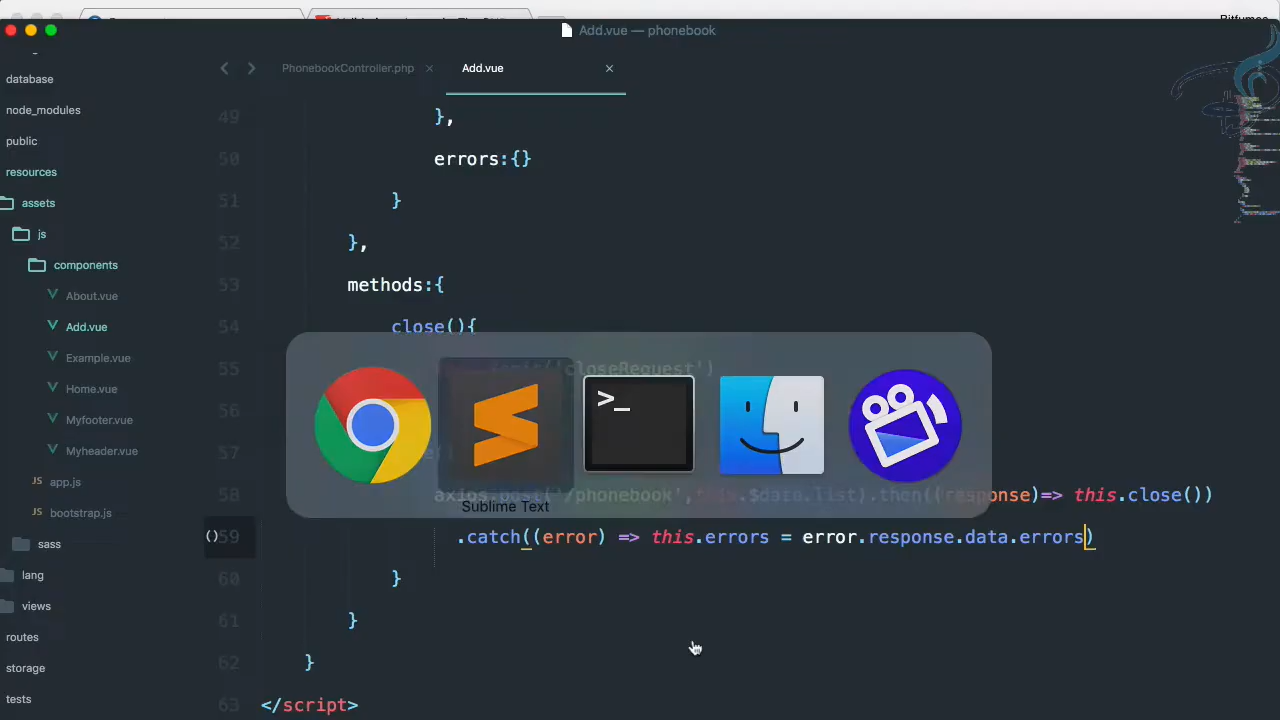 Add.vue — phonebook
database
node_modules
public
resources
assets
js
components
About.vue
Add.vue
Example.vue
Home.vue
Myfooter.vue
Myheader.vue
JS app.js
JS bootstrap.js
sass
lang
views
routes
storage
tests
PhonebookController.php ×
Add.vue ×
49 },
50 errors:{}
51 }
52 },
53 methods:{
54 close(){
55 closeRequest')
56
57
58 axios.post('/phonebook',this.$data.list).then((response)=> this.close())
59 .catch((error) => this.errors = error.response.data.errors)
60 }
61 }
62 }
63 </script>
>_
Sublime Text